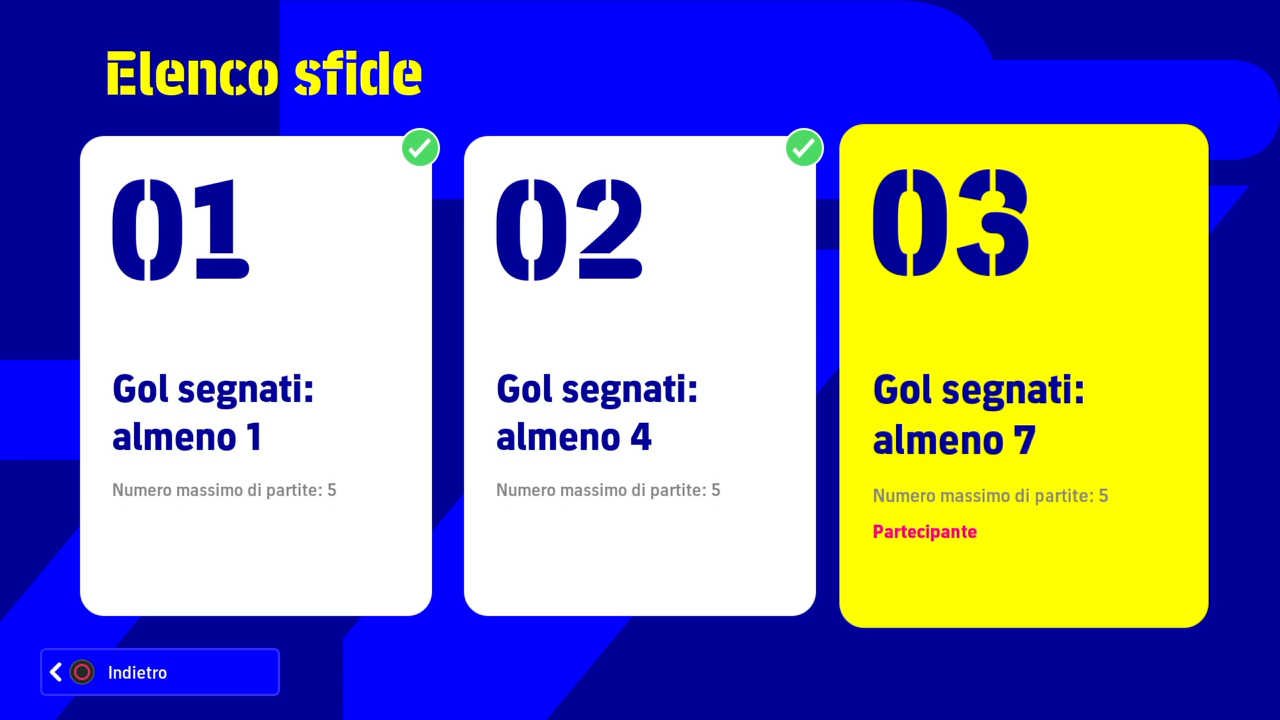 Elenco sfide
01
Gol segnati:
almeno 1
Numero massimo di partite: 5
02
Gol segnati:
almeno 4
Numero massimo di partite: 5
03
Gol segnati:
almeno 7
Numero massimo di partite: 5
Partecipante
Indietro